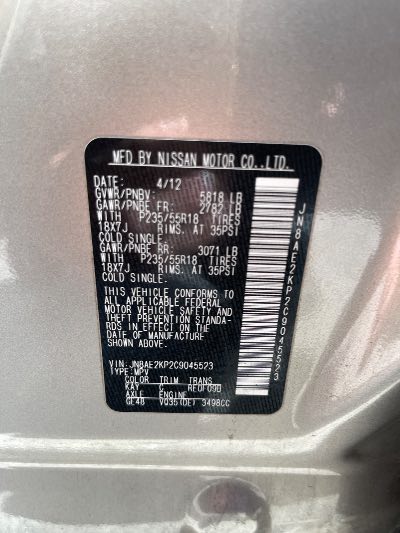 MFD BY NISSAN MOTOR CO.,LTD.
DATE: 4/12
GVWR/PNBV: 5818 LB
GAWR/PNBE FR: 2782 LB
WITH P235/55R18 TIRES
18X7J RIMS. AT 35PSI
COLD SINGLE.
GAWR/PNBE RR: 3071 LB
WITH P235/55R18 TIRES
18X7J RIMS. AT 35PSI
COLD SINGLE.
THIS VEHICLE CONFORMS TO
ALL APPLICABLE FEDERAL
MOTOR VEHICLE SAFETY AND
THEFT PREVENTION STANDA-
RDS IN EFFECT ON THE
DATE OF MANUFACTURE
SHOWN ABOVE.
VIN: JN8AE2KP2C9045523
TYPE: MPV
COLOR TRIM TRANS
KAY C RE0F09D
AXLE ENGINE
GE48 VQ35(DE) 3498CC
JN8AE2KP2C9045523